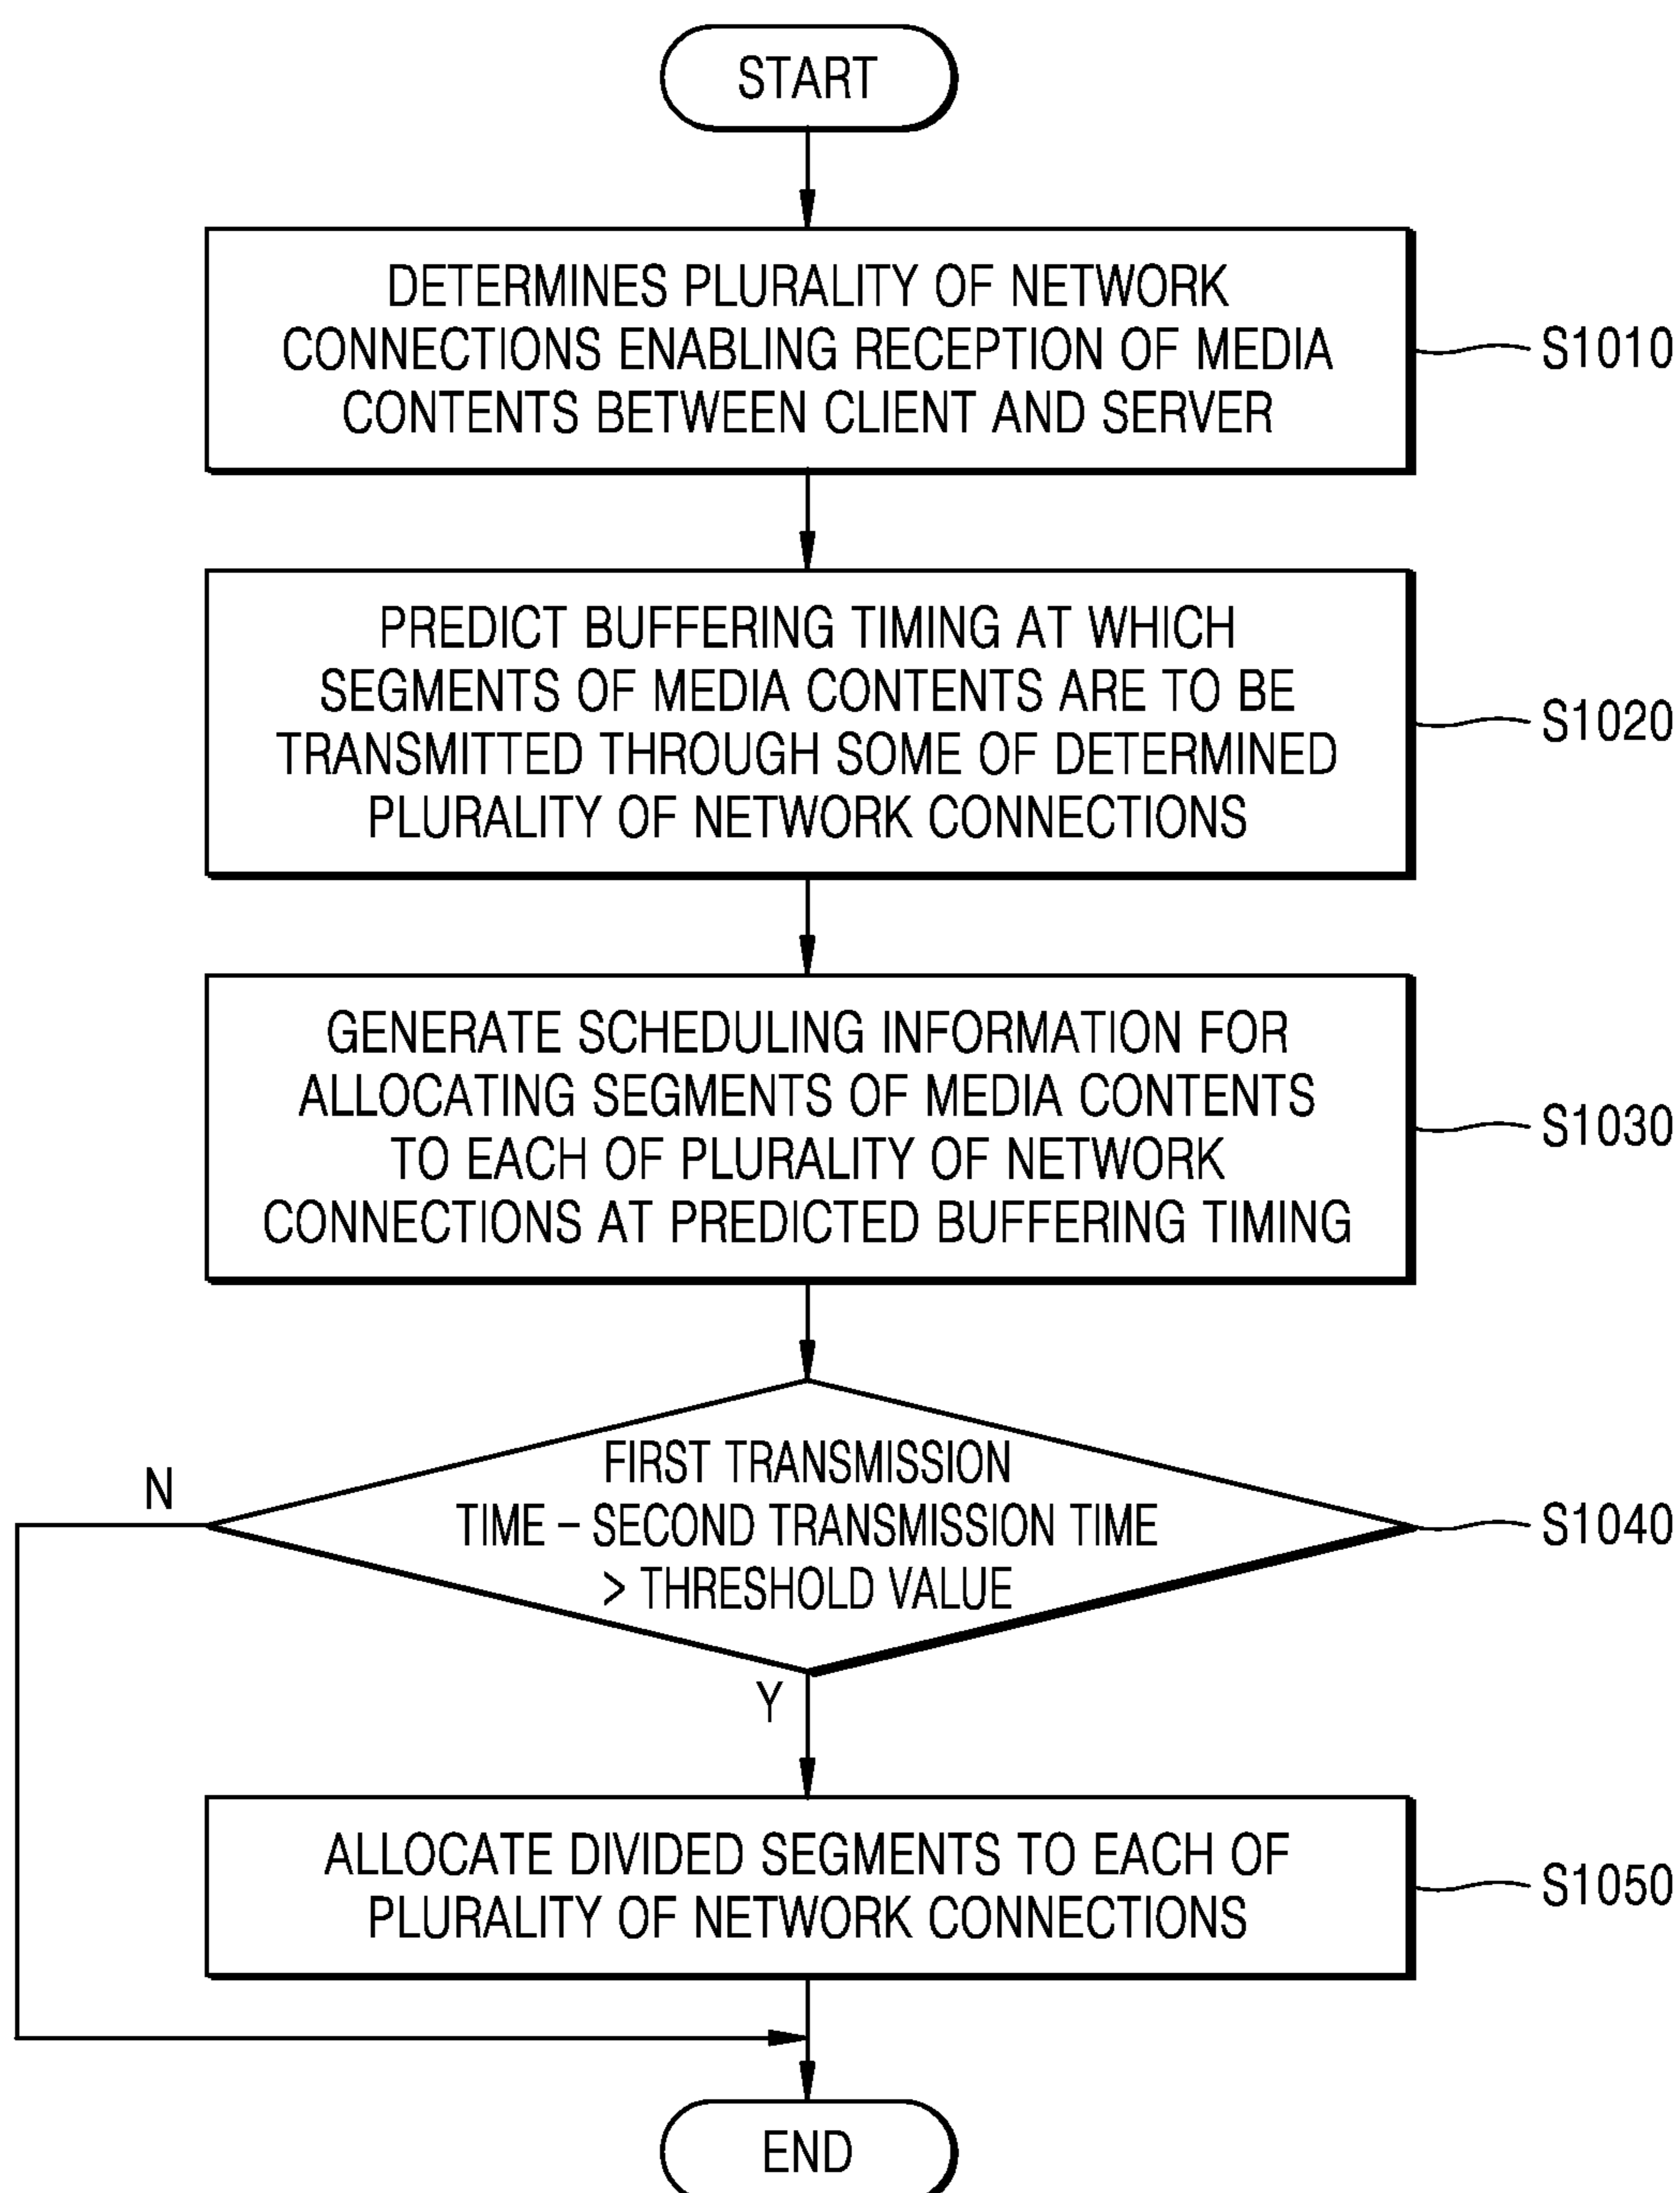 START
DETERMINES PLURALITY OF NETWORK
CONNECTIONS ENABLING RECEPTION OF MEDIA
CONTENTS BETWEEN CLIENT AND SERVER
S1010
PREDICT BUFFERING TIMING AT WHICH
SEGMENTS OF MEDIA CONTENTS ARE TO BE
TRANSMITTED THROUGH SOME OF DETERMINED
PLURALITY OF NETWORK CONNECTIONS
S1020
GENERATE SCHEDULING INFORMATION FOR
ALLOCATING SEGMENTS OF MEDIA CONTENTS
TO EACH OF PLURALITY OF NETWORK
CONNECTIONS AT PREDICTED BUFFERING TIMING
S1030
FIRST TRANSMISSION
TIME – SECOND TRANSMISSION TIME
> THRESHOLD VALUE
S1040
N
Y
ALLOCATE DIVIDED SEGMENTS TO EACH OF
PLURALITY OF NETWORK CONNECTIONS
S1050
END